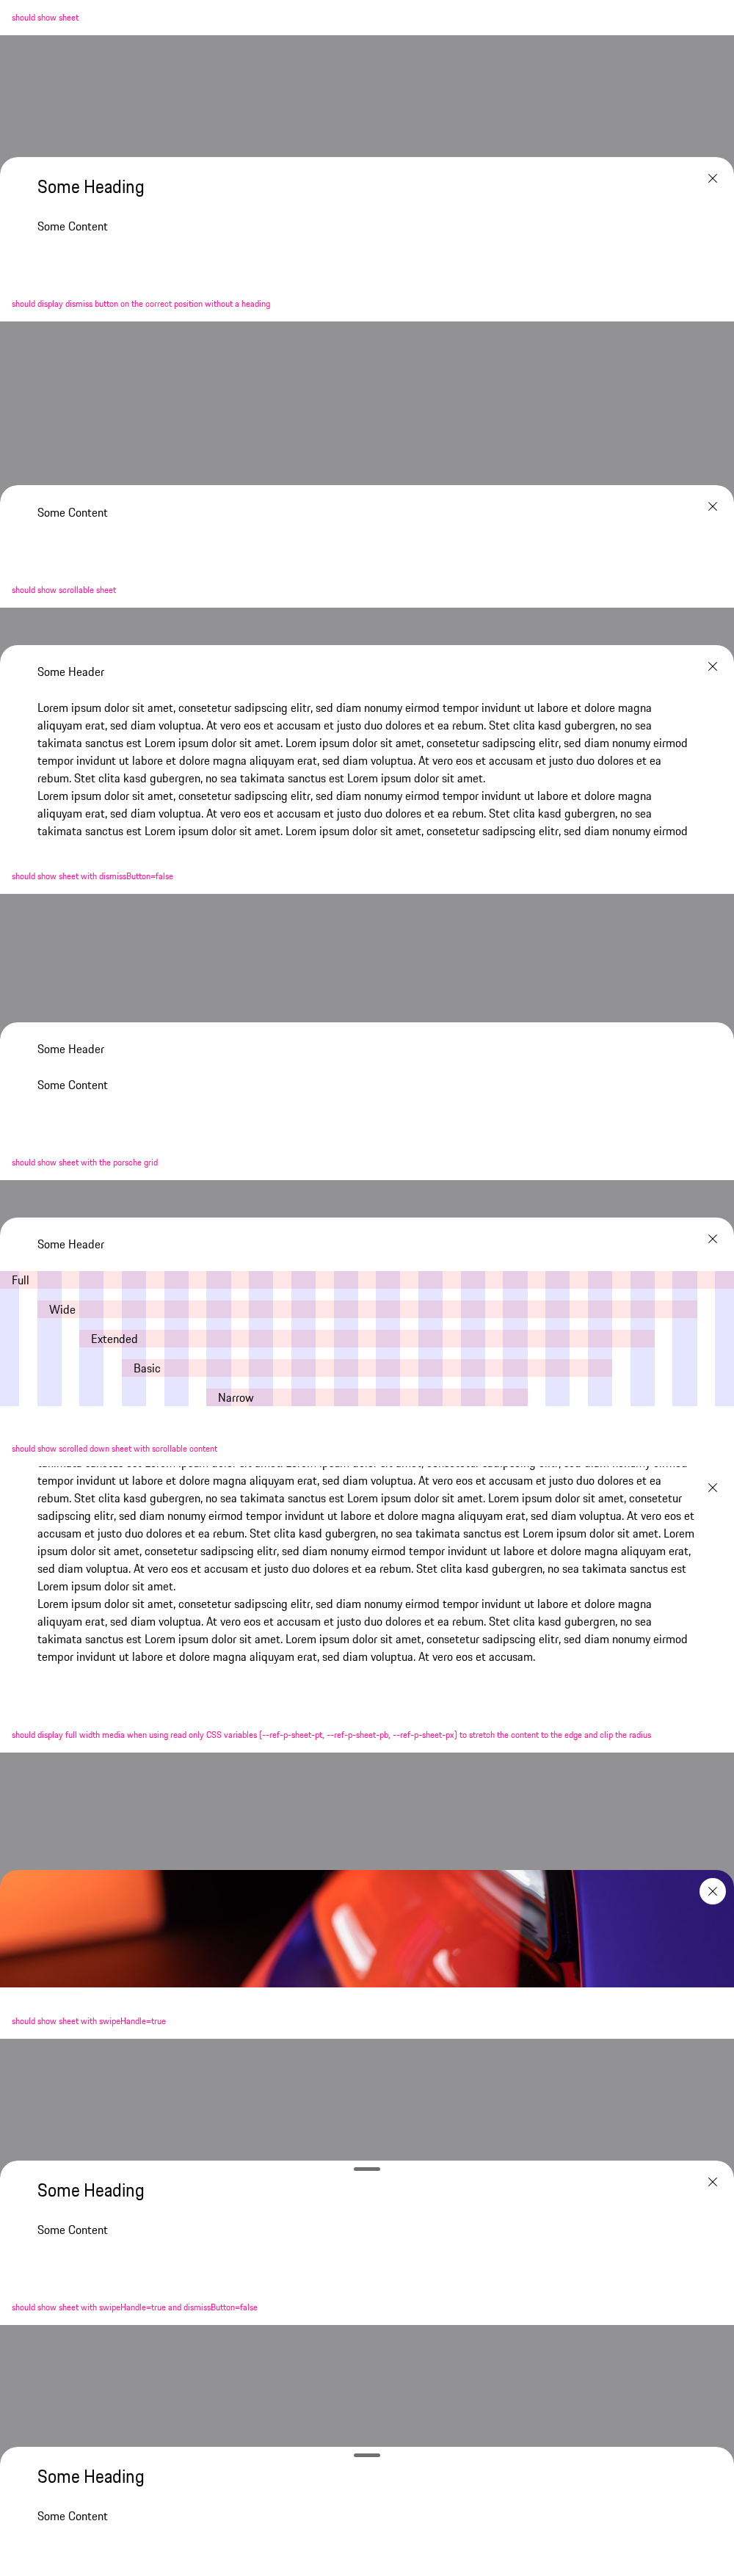 should show sheet
Some Heading
Some Content
should display dismiss button on the correct position without a heading
Some Content
should show scrollable sheet
Some Header
Lorem ipsum dolor sit amet, consetetur sadipscing elitr, sed diam nonumy eirmod tempor invidunt ut labore et dolore magna
aliquyam erat, sed diam voluptua. At vero eos et accusam et justo duo dolores et ea rebum. Stet clita kasd gubergren, no sea
takimata sanctus est Lorem ipsum dolor sit amet. Lorem ipsum dolor sit amet, consetetur sadipscing elitr, sed diam nonumy eirmod
tempor invidunt ut labore et dolore magna aliquyam erat, sed diam voluptua. At vero eos et accusam et justo duo dolores et ea
rebum. Stet clita kasd gubergren, no sea takimata sanctus est Lorem ipsum dolor sit amet.
Lorem ipsum dolor sit amet, consetetur sadipscing elitr, sed diam nonumy eirmod tempor invidunt ut labore et dolore magna
aliquyam erat, sed diam voluptua. At vero eos et accusam et justo duo dolores et ea rebum. Stet clita kasd gubergren, no sea
takimata sanctus est Lorem ipsum dolor sit amet. Lorem ipsum dolor sit amet, consetetur sadipscing elitr, sed diam nonumy eirmod
should show sheet with dismissButton=false
Some Header
Some Content
should show sheet with the porsche grid
Some Header
Full
Wide
Extended
Basic
Narrow
should show scrolled down sheet with scrollable content
takimata sanctus est Lorem ipsum dolor sit amet. Lorem ipsum dolor sit amet, consetetur sadipscing elitr, sed diam nonumy eirmod
tempor invidunt ut labore et dolore magna aliquyam erat, sed diam voluptua. At vero eos et accusam et justo duo dolores et ea
rebum. Stet clita kasd gubergren, no sea takimata sanctus est Lorem ipsum dolor sit amet. Lorem ipsum dolor sit amet, consetetur
sadipscing elitr, sed diam nonumy eirmod tempor invidunt ut labore et dolore magna aliquyam erat, sed diam voluptua. At vero eos et
accusam et justo duo dolores et ea rebum. Stet clita kasd gubergren, no sea takimata sanctus est Lorem ipsum dolor sit amet. Lorem
ipsum dolor sit amet, consetetur sadipscing elitr, sed diam nonumy eirmod tempor invidunt ut labore et dolore magna aliquyam erat,
sed diam voluptua. At vero eos et accusam et justo duo dolores et ea rebum. Stet clita kasd gubergren, no sea takimata sanctus est
Lorem ipsum dolor sit amet.
Lorem ipsum dolor sit amet, consetetur sadipscing elitr, sed diam nonumy eirmod tempor invidunt ut labore et dolore magna
aliquyam erat, sed diam voluptua. At vero eos et accusam et justo duo dolores et ea rebum. Stet clita kasd gubergren, no sea
takimata sanctus est Lorem ipsum dolor sit amet. Lorem ipsum dolor sit amet, consetetur sadipscing elitr, sed diam nonumy eirmod
tempor invidunt ut labore et dolore magna aliquyam erat, sed diam voluptua. At vero eos et accusam.
should display full width media when using read only CSS variables (--ref-p-sheet-pt, --ref-p-sheet-pb, --ref-p-sheet-px) to stretch the content to the edge and clip the radius
should show sheet with swipeHandle=true
Some Heading
Some Content
should show sheet with swipeHandle=true and dismissButton=false
Some Heading
Some Content